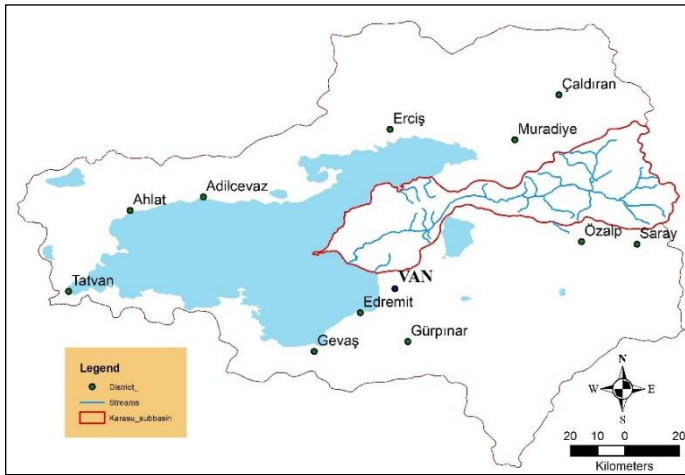 Çaldıran
Erciş
Muradiye
Adilcevaz
Ahlat
Özalp
Saray
Tatvan
VAN
Edremit
Gürpınar
Gevaş
Legend
District_
Streams
Karasu_subbasin
N
W E
S
20 10 0 20
Kilometers